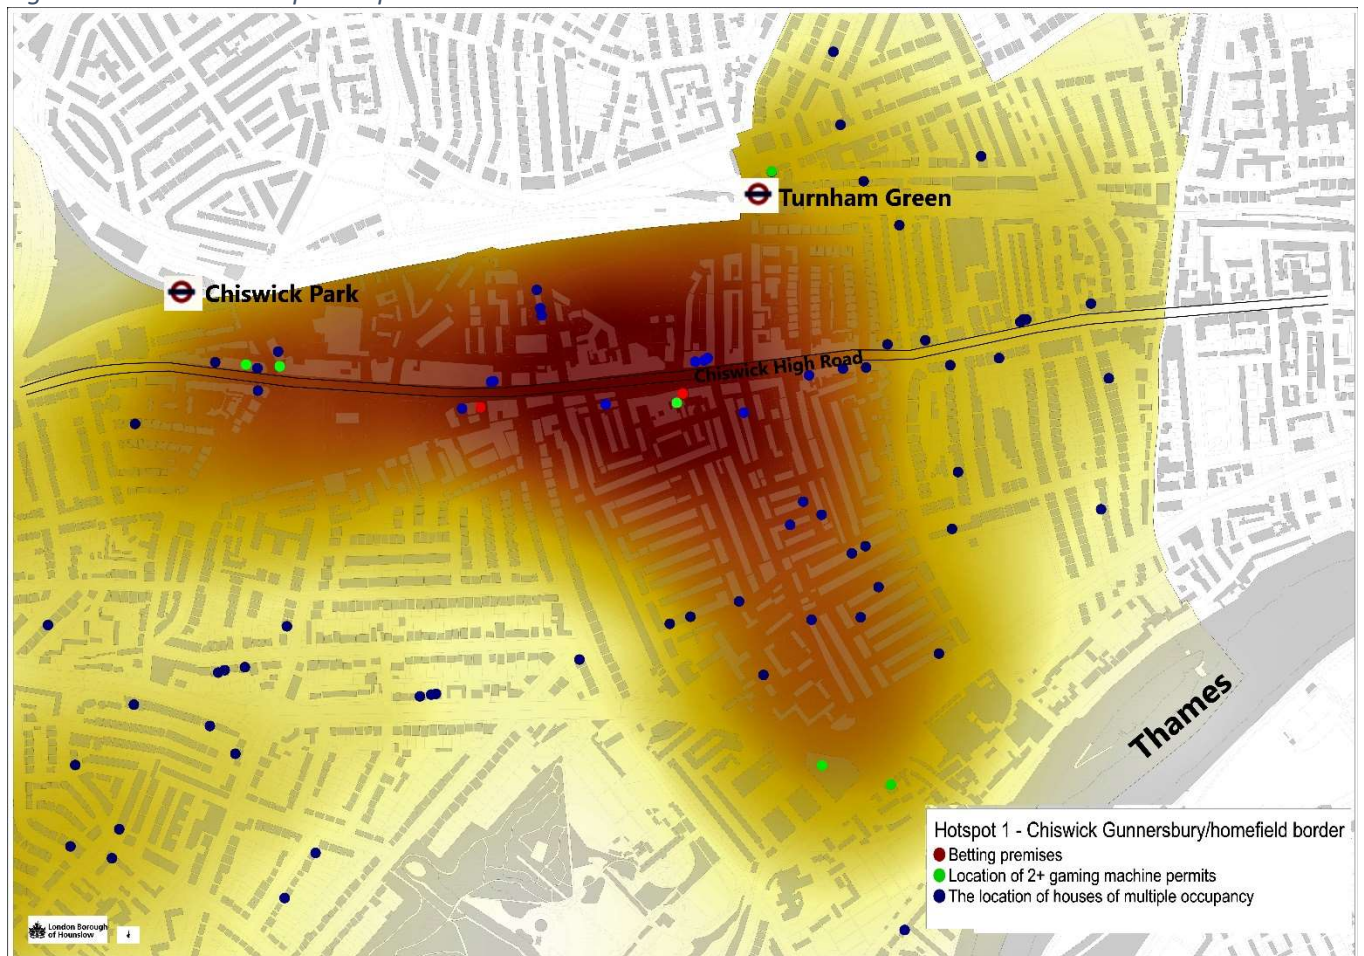 Turnham Green
Chiswick Park
Chiswick High Road
Thames
Hotspot 1 - Chiswick Gunnersbury/homefield border
Betting premises
Location of 2+ gaming machine permits
The location of houses of multiple occupancy
London Borough
of Hounslow